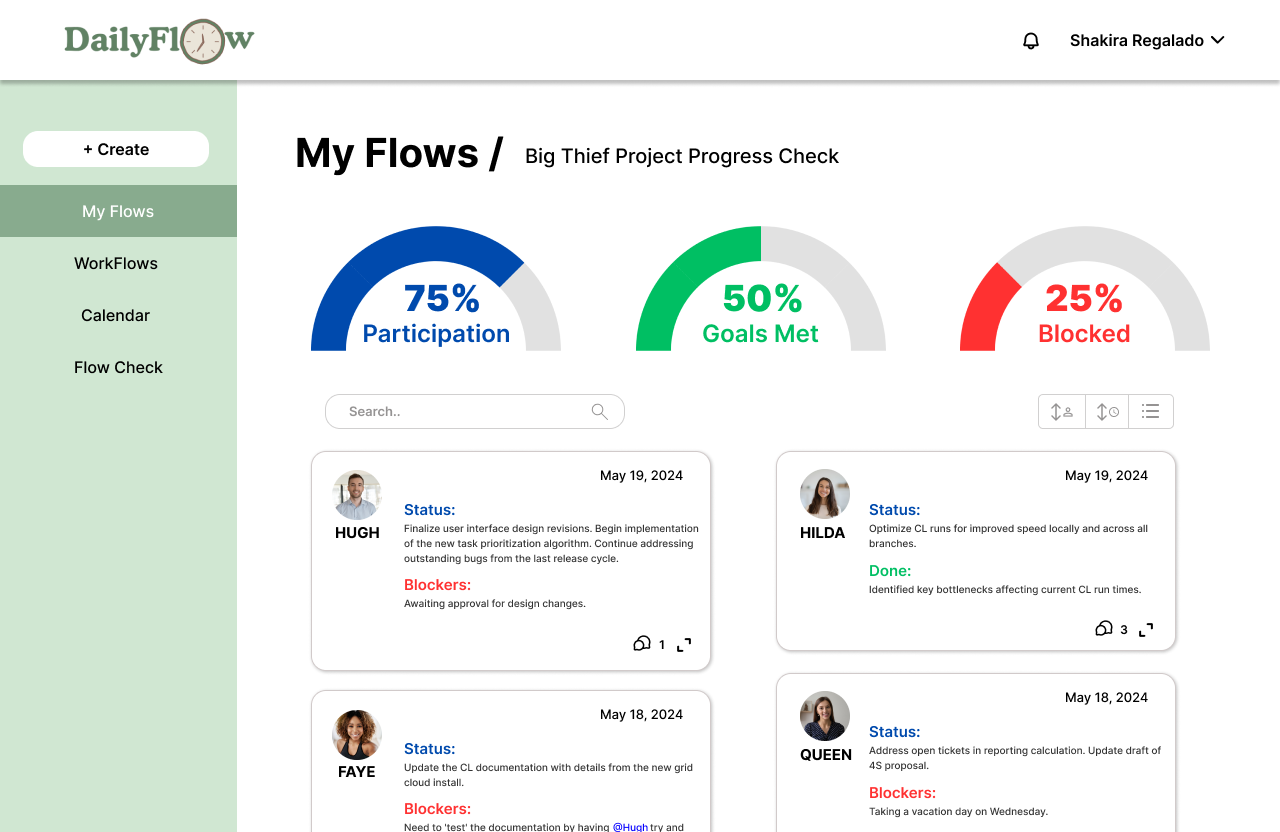 DailyFlow
Shakira Regalado
+ Create
My Flows
WorkFlows
Calendar
Flow Check
My Flows / Big Thief Project Progress Check
75%
Participation
50%
Goals Met
25%
Blocked
Search..
May 19, 2024
HUGH
Status:
Finalize user interface design revisions. Begin implementation
of the new task prioritization algorithm. Continue addressing
outstanding bugs from the last release cycle.
Blockers:
Awaiting approval for design changes.
1
May 19, 2024
HILDA
Status:
Optimize CL runs for improved speed locally and across all
branches.
Done:
Identified key bottlenecks affecting current CL run times.
3
May 18, 2024
FAYE
Status:
Update the CL documentation with details from the new grid
cloud install.
Blockers:
Need to 'test' the documentation by having @Hugh try and
May 18, 2024
QUEEN
Status:
Address open tickets in reporting calculation. Update draft of
4S proposal.
Blockers:
Taking a vacation day on Wednesday.